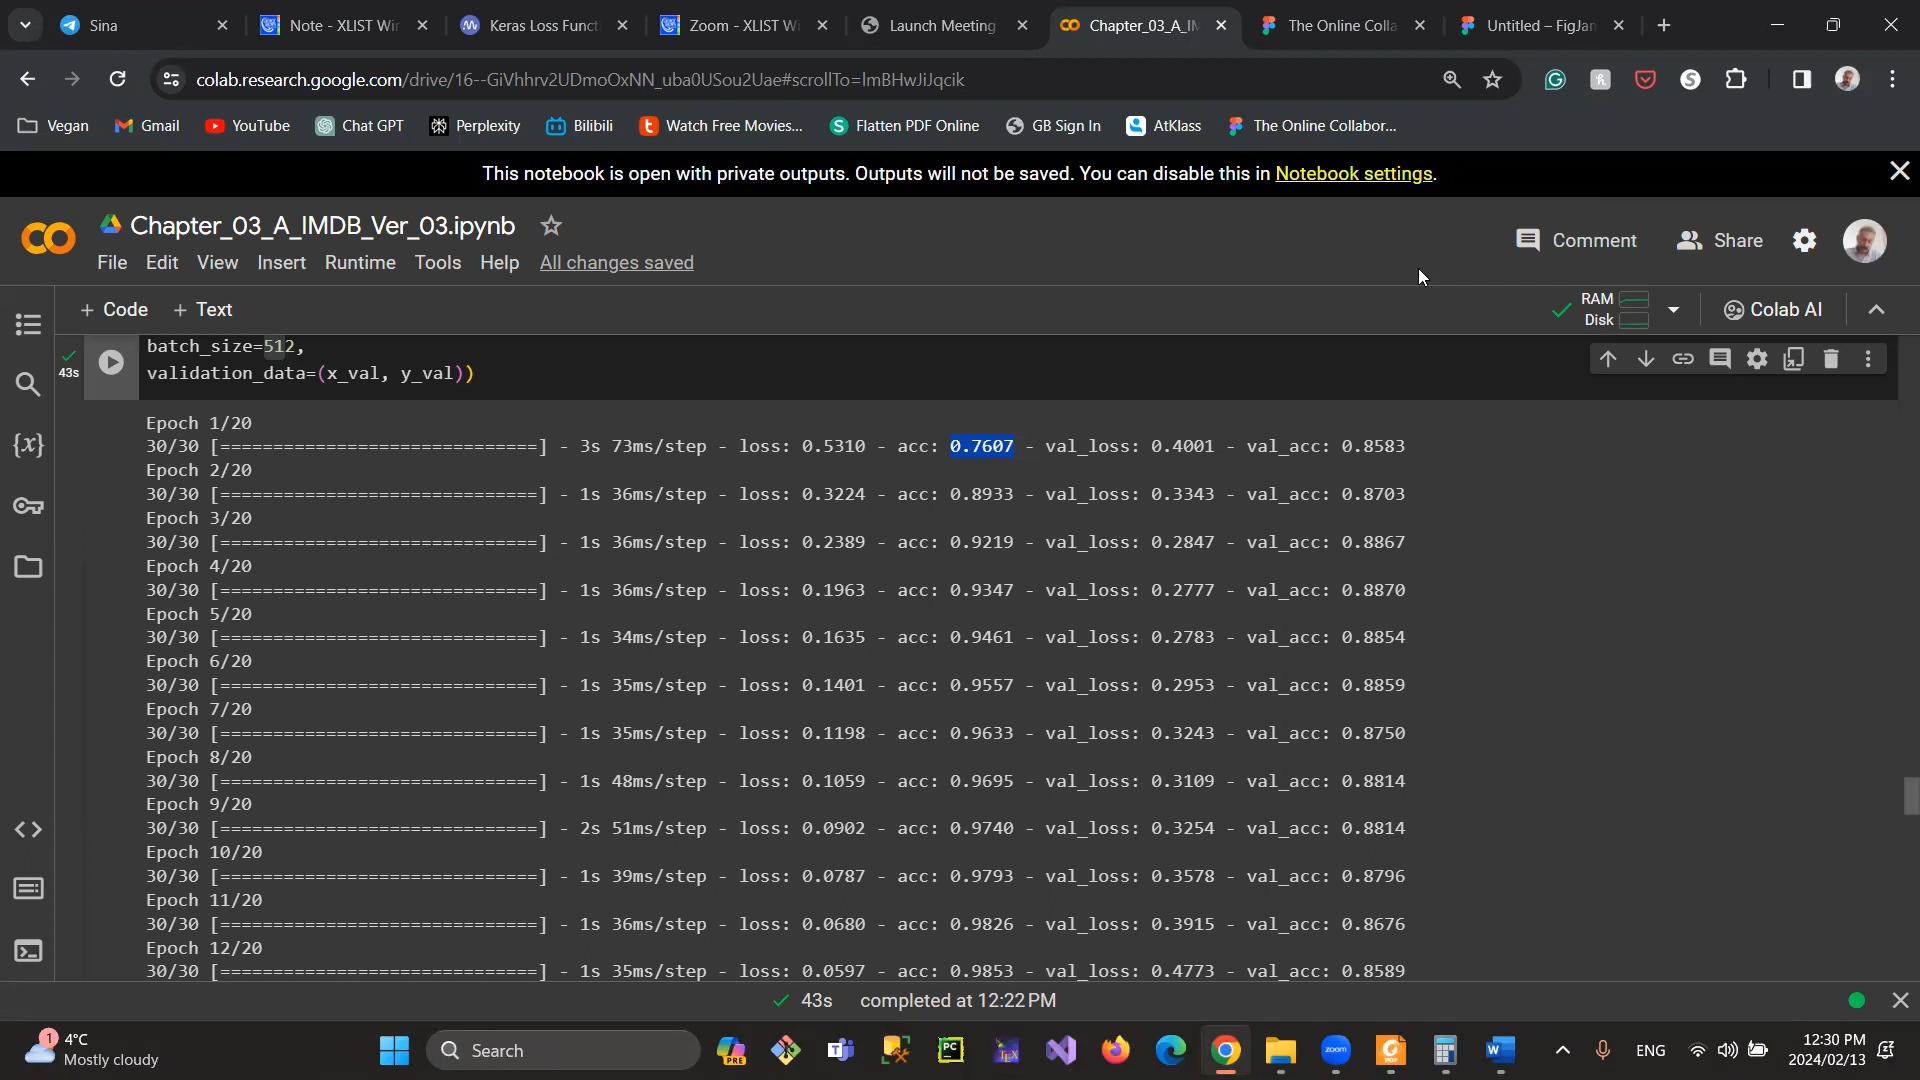 Sina
Note - XLIST Wir
Keras Loss Funct
Zoom - XLIST Wi
Launch Meeting
Chapter_03_A_IM
The Online Colla
Untitled – FigJan
colab.research.google.com/drive/16--GiVhhrv2UDmoOxNN_uba0USou2Uae#scrollTo=lmBHwJiJqcik
Vegan
Gmail
YouTube
Chat GPT
Perplexity
Bilibili
Watch Free Movies...
Flatten PDF Online
GB Sign In
AtKlass
The Online Collabor...
This notebook is open with private outputs. Outputs will not be saved. You can disable this in Notebook settings.
Chapter_03_A_IMDB_Ver_03.ipynb
Comment
Share
File Edit View Insert Runtime Tools Help All changes saved
+ Code + Text
RAM
Disk
Colab AI
batch_size=512,
43s
validation_data=(x_val, y_val))
Epoch 1/20
30/30 [==============================] - 3s 73ms/step - loss: 0.5310 - acc: 0.7607 - val_loss: 0.4001 - val_acc: 0.8583
Epoch 2/20
30/30 [==============================] - 1s 36ms/step - loss: 0.3224 - acc: 0.8933 - val_loss: 0.3343 - val_acc: 0.8703
Epoch 3/20
30/30 [==============================] - 1s 36ms/step - loss: 0.2389 - acc: 0.9219 - val_loss: 0.2847 - val_acc: 0.8867
Epoch 4/20
30/30 [==============================] - 1s 36ms/step - loss: 0.1963 - acc: 0.9347 - val_loss: 0.2777 - val_acc: 0.8870
Epoch 5/20
30/30 [==============================] - 1s 34ms/step - loss: 0.1635 - acc: 0.9461 - val_loss: 0.2783 - val_acc: 0.8854
Epoch 6/20
30/30 [==============================] - 1s 35ms/step - loss: 0.1401 - acc: 0.9557 - val_loss: 0.2953 - val_acc: 0.8859
Epoch 7/20
30/30 [==============================] - 1s 35ms/step - loss: 0.1198 - acc: 0.9633 - val_loss: 0.3243 - val_acc: 0.8750
Epoch 8/20
30/30 [==============================] - 1s 48ms/step - loss: 0.1059 - acc: 0.9695 - val_loss: 0.3109 - val_acc: 0.8814
Epoch 9/20
30/30 [==============================] - 2s 51ms/step - loss: 0.0902 - acc: 0.9740 - val_loss: 0.3254 - val_acc: 0.8814
Epoch 10/20
30/30 [==============================] - 1s 39ms/step - loss: 0.0787 - acc: 0.9793 - val_loss: 0.3578 - val_acc: 0.8796
Epoch 11/20
30/30 [==============================] - 1s 36ms/step - loss: 0.0680 - acc: 0.9826 - val_loss: 0.3915 - val_acc: 0.8676
Epoch 12/20
30/30 [==============================] - 1s 35ms/step - loss: 0.0597 - acc: 0.9853 - val_loss: 0.4773 - val_acc: 0.8589
43s completed at 12:22 PM
1
4°C
Mostly cloudy
Search
PRE
PC
TEX
zoom
PDF
ENG
12:30 PM
2024/02/13